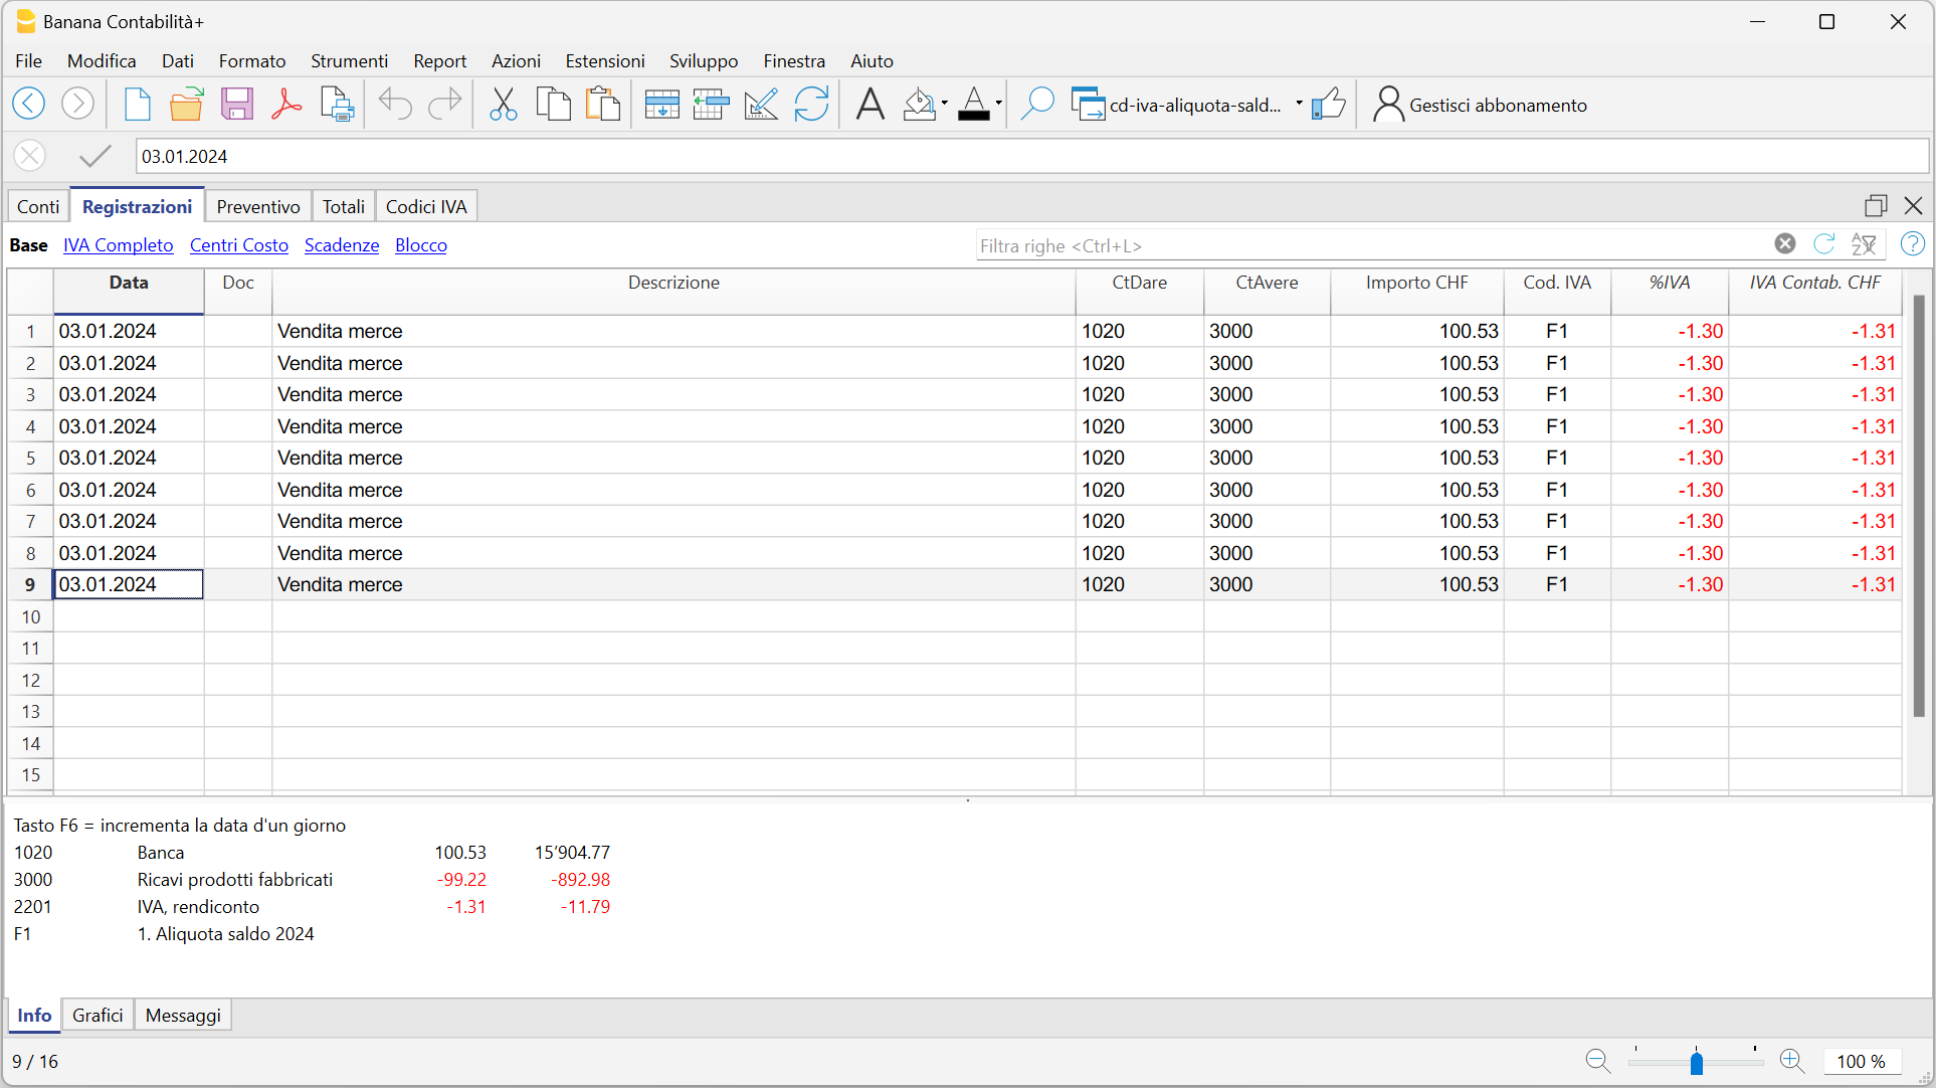 Banana Contabilità+
File Modifica Dati Formato Strumenti Report Azioni Estensioni Sviluppo Finestra Aiuto
cd-iva-aliquota-sald... Gestisci abbonamento
03.01.2024
Conti Registrazioni Preventivo Totali Codici IVA
Base IVA Completo Centri Costo Scadenze Blocco Filtra righe <Ctrl+L>
Data Doc Descrizione CtDare CtAvere Importo CHF Cod. IVA %IVA IVA Contab. CHF
1 03.01.2024 Vendita merce 1020 3000 100.53 F1 -1.30 -1.31
2 03.01.2024 Vendita merce 1020 3000 100.53 F1 -1.30 -1.31
3 03.01.2024 Vendita merce 1020 3000 100.53 F1 -1.30 -1.31
4 03.01.2024 Vendita merce 1020 3000 100.53 F1 -1.30 -1.31
5 03.01.2024 Vendita merce 1020 3000 100.53 F1 -1.30 -1.31
6 03.01.2024 Vendita merce 1020 3000 100.53 F1 -1.30 -1.31
7 03.01.2024 Vendita merce 1020 3000 100.53 F1 -1.30 -1.31
8 03.01.2024 Vendita merce 1020 3000 100.53 F1 -1.30 -1.31
9 03.01.2024 Vendita merce 1020 3000 100.53 F1 -1.30 -1.31
10
11
12
13
14
15
Tasto F6 = incrementa la data d'un giorno
1020 Banca 100.53 15’904.77
3000 Ricavi prodotti fabbricati -99.22 -892.98
2201 IVA, rendiconto -1.31 -11.79
F1 1. Aliquota saldo 2024
Info Grafici Messaggi
9 / 16 100 %